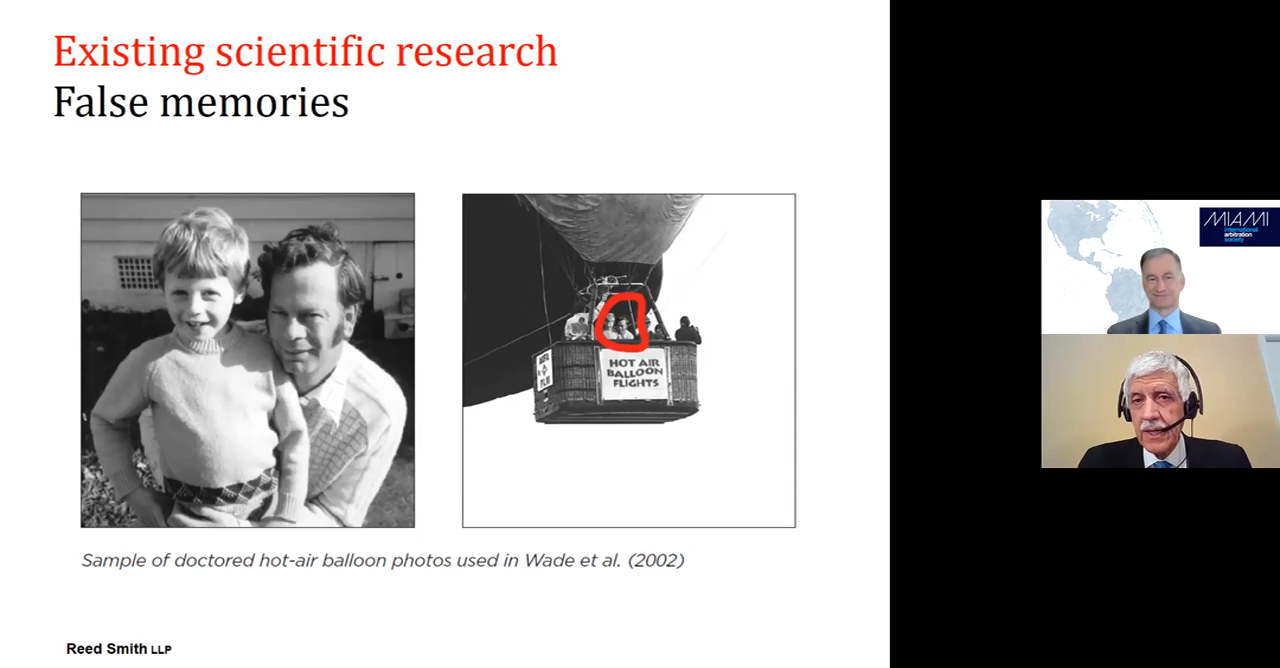 Existing scientific research
False memories
HOT AIR
BALLOON
FLIGHTS
Sample of doctored hot-air balloon photos used in Wade et al. (2002)
Reed Smith LLP
MIAMI
international
arbitration
society